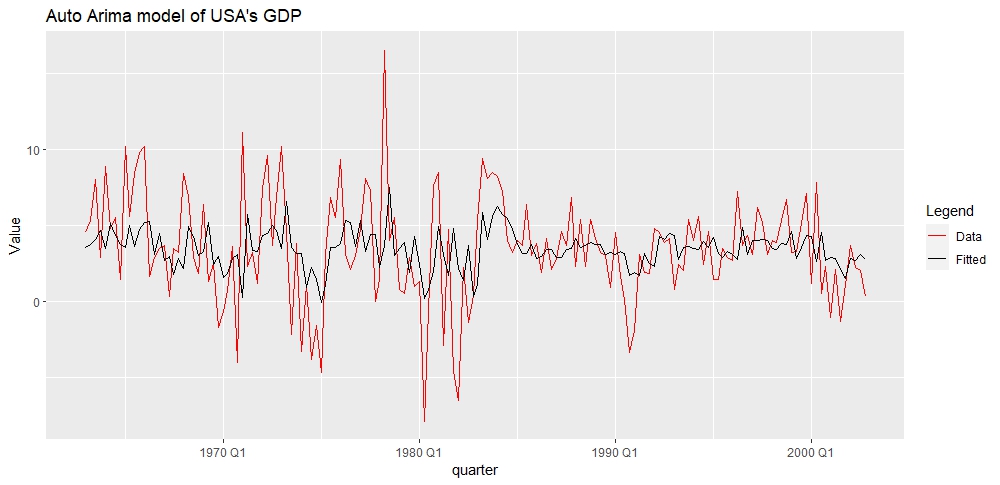 Auto Arima model of USA's GDP
10
0
Value
1970 Q1
1980 Q1
1990 Q1
2000 Q1
quarter
Legend
Data
Fitted